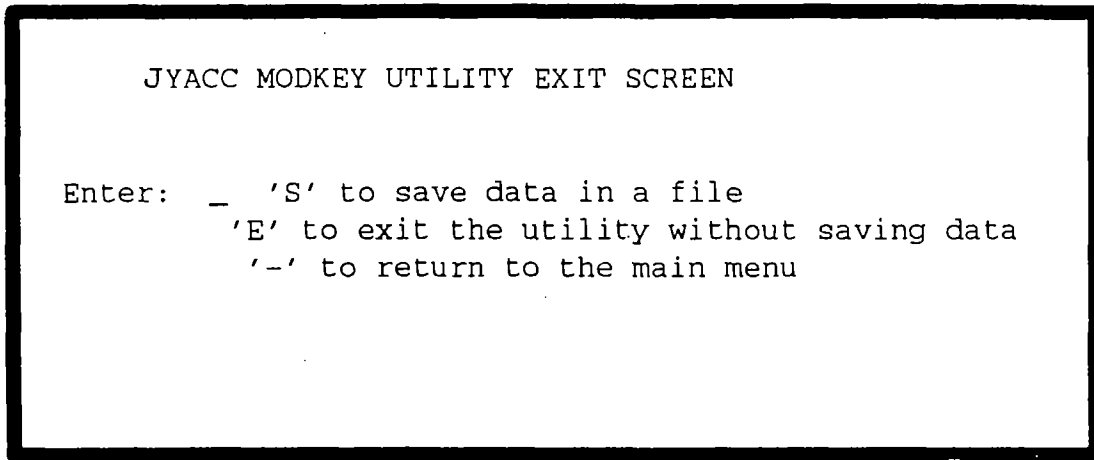 JYACC MODKEY UTILITY EXIT SCREEN
Enter: _ 'S' to save data in a file
'E' to exit the utility without saving data
'-' to return to the main menu